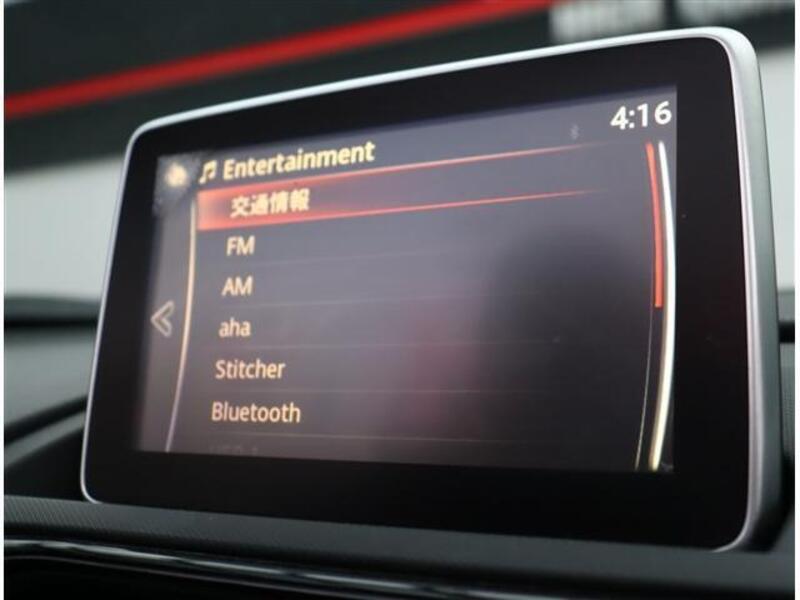 4:16
Entertainment
交通情報
FM
AM
aha
Stitcher
Bluetooth